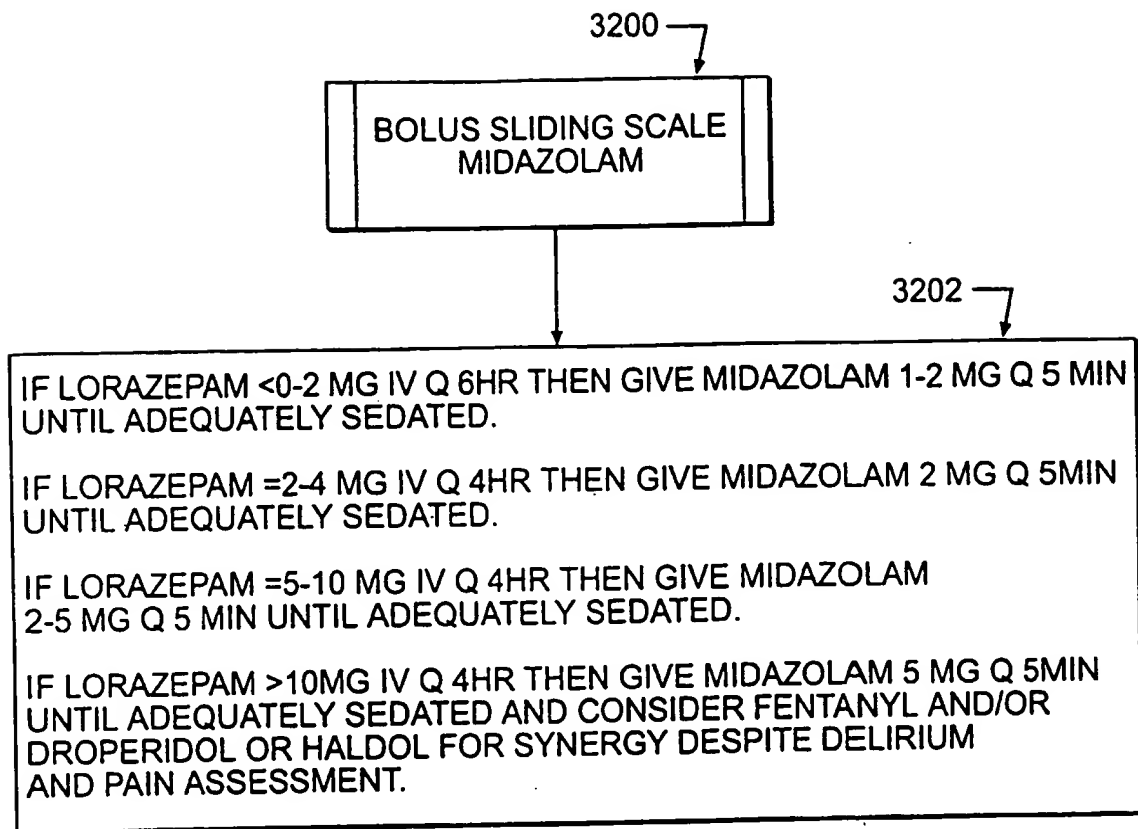 3200
BOLUS SLIDING SCALE
MIDAZOLAM
3202
IF LORAZEPAM <0-2 MG IV Q 6HR THEN GIVE MIDAZOLAM 1-2 MG Q 5 MIN
UNTIL ADEQUATELY SEDATED.
IF LORAZEPAM =2-4 MG IV Q 4HR THEN GIVE MIDAZOLAM 2 MG Q 5MIN
UNTIL ADEQUATELY SEDATED.
IF LORAZEPAM =5-10 MG IV Q 4HR THEN GIVE MIDAZOLAM
2-5 MG Q 5 MIN UNTIL ADEQUATELY SEDATED.
IF LORAZEPAM >10MG IV Q 4HR THEN GIVE MIDAZOLAM 5 MG Q 5MIN
UNTIL ADEQUATELY SEDATED AND CONSIDER FENTANYL AND/OR
DROPERIDOL OR HALDOL FOR SYNERGY DESPITE DELIRIUM
AND PAIN ASSESSMENT.